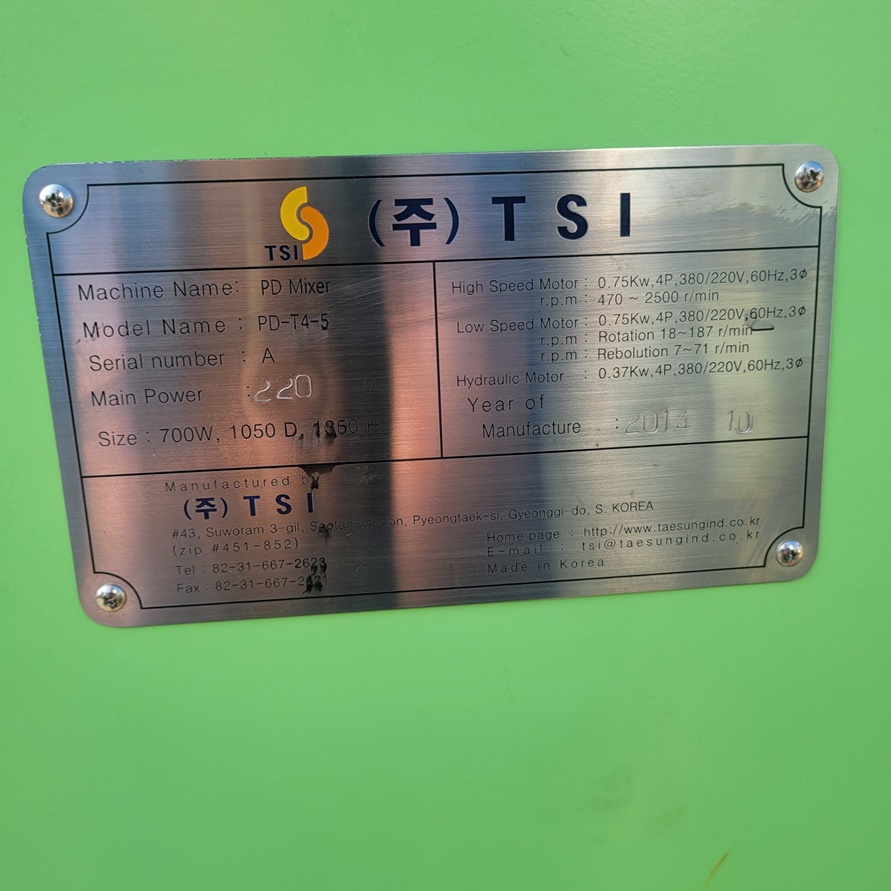 TSI
(주) T S I
Machine Name: PD Mixer
Model Name : PD-T4-5
Serial number : A
Main Power : 220 V
Size : 700W, 1050 D, 1350 H
High Speed Motor : 0.75Kw,4P,380/220V,60Hz,3ϕ
r.p.m : 470 ~ 2500 r/min
Low Speed Motor : 0.75Kw,4P,380/220V,60Hz,3ϕ
r.p.m : Rotation 18~187 r/min
r.p.m : Rebolution 7~71 r/min
Hydraulic Motor : 0.37Kw,4P,380/220V,60Hz,3ϕ
Year of
Manufacture : 2014 10
Manufactured by
(주) T S I
#43, Suworam 3-gil, Pyeongtaek-si, Gyeonggi-do, S. KOREA
(zip #451-852)
Tel : 82-31-667-2623
Fax : 82-31-667-
Home page : http://www.taesungind.co.kr
E-mail : tsi@taesungind.co.kr
Made in Korea